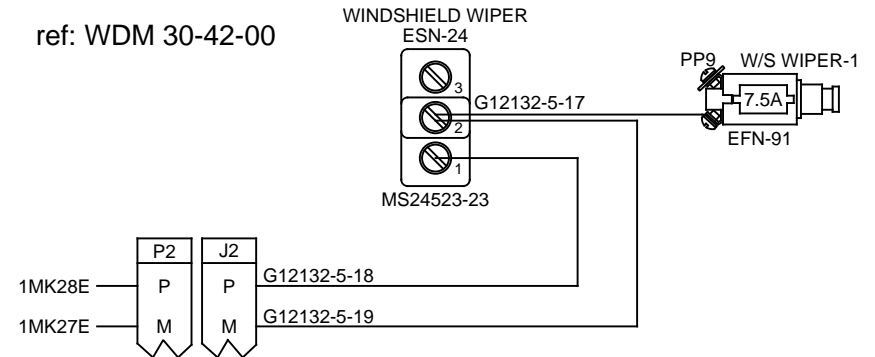 WINDSHIELD WIPER
ref: WDM 30-42-00
ESN-24
PP9 W/S WIPER-1
3
G12132-5-17
7.5A
2
EFN-91
1
MS24523-23
P2 J2
1MK28E P P G12132-5-18
1MK27E M M G12132-5-19